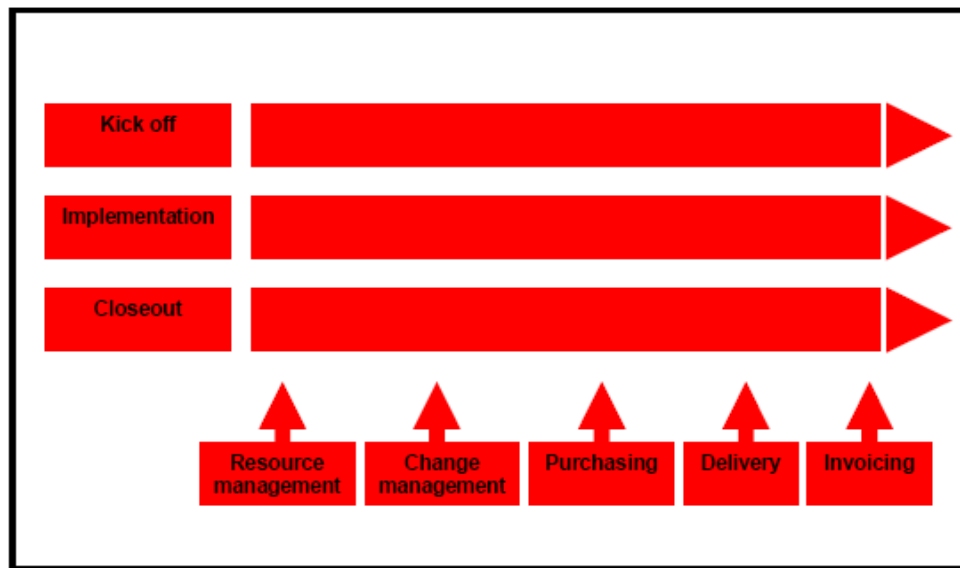 Kick off
Implementation
Closeout
Resource
management
Change
management
Purchasing
Delivery
Invoicing